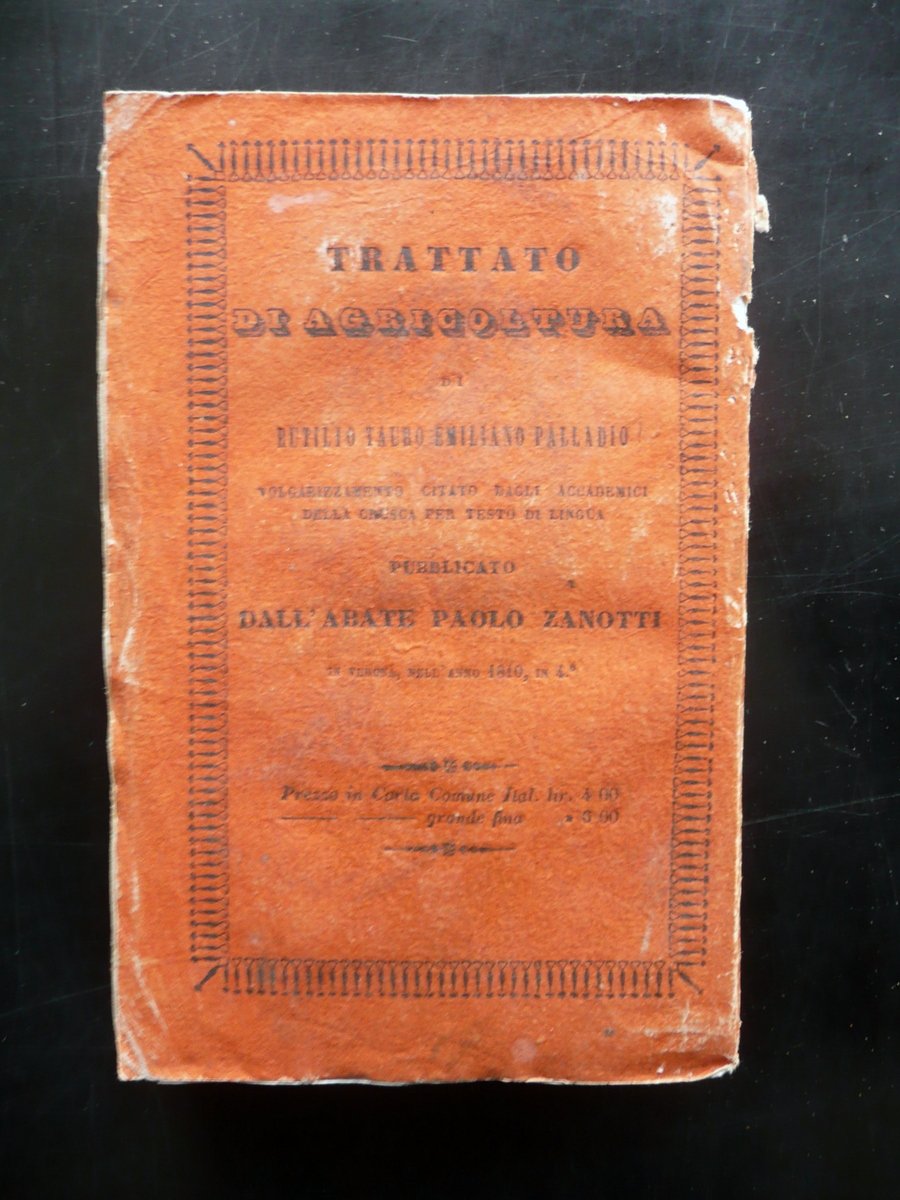 TRATTATO
DI AGRICOLTURA
DI
RUTILIO TAURO EMILIANO PALLADIO
VOLGARIZZAMENTO CITATO DAGLI ACCADEMICI
DELLA CRUSCA PER TESTO DI LINGUA
PUBBLICATO
DALL'ABATE PAOLO ZANOTTI
IN VERONA, NELL'ANNO 1810, IN 4.°
Prezzo in Carta Comune Ital. lir. 4 00
grande fina